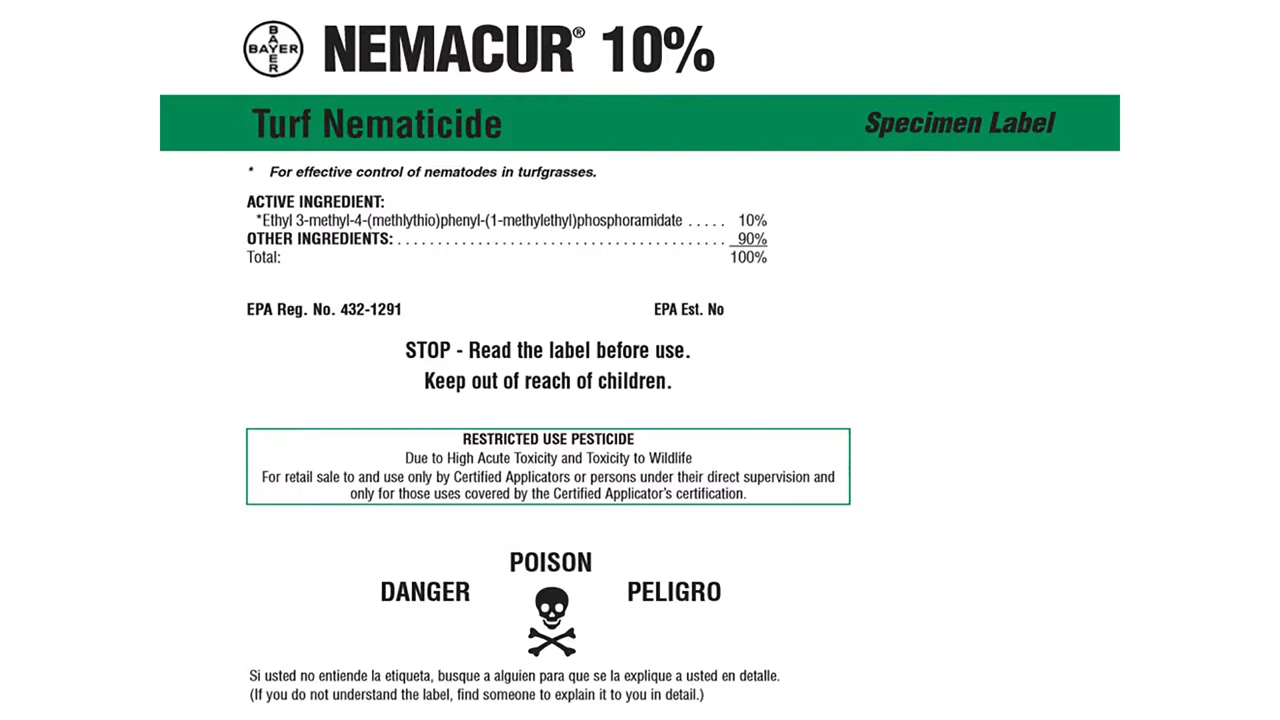 BAYER
BAYER
NEMACUR® 10%
Turf Nematicide
Specimen Label
* For effective control of nematodes in turfgrasses.
ACTIVE INGREDIENT:
*Ethyl 3-methyl-4-(methlythio)phenyl-(1-methylethyl)phosphoramidate ..... 10%
OTHER INGREDIENTS: ......................................... 90%
Total: 100%
EPA Reg. No. 432-1291 EPA Est. No
STOP - Read the label before use.
Keep out of reach of children.
RESTRICTED USE PESTICIDE
Due to High Acute Toxicity and Toxicity to Wildlife
For retail sale to and use only by Certified Applicators or persons under their direct supervision and
only for those uses covered by the Certified Applicator's certification.
POISON
DANGER PELIGRO
Si usted no entiende la etiqueta, busque a alguien para que se la explique a usted en detalle.
(If you do not understand the label, find someone to explain it to you in detail.)